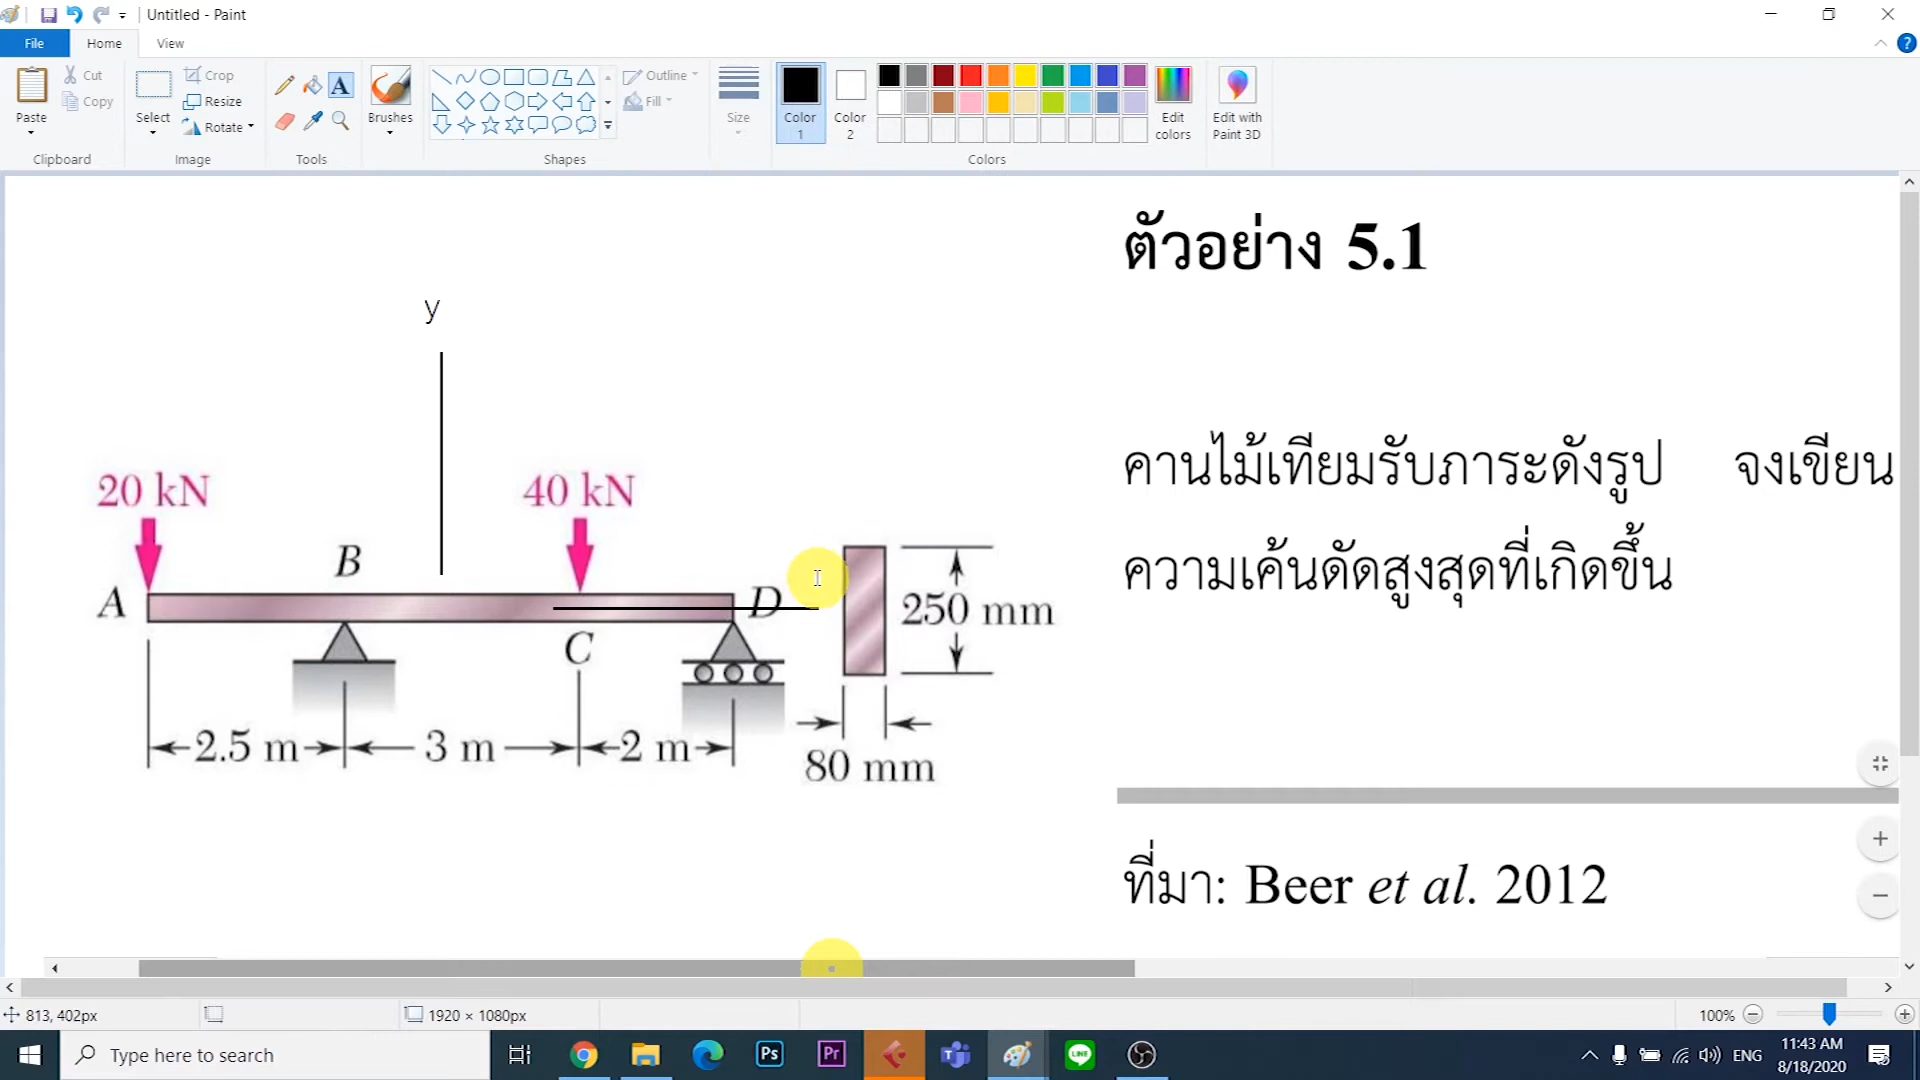 Untitled - Paint
File
Home
View
Paste
Cut
Copy
Clipboard
Select
Crop
Resize
Rotate
Image
Tools
Brushes
Shapes
Outline
Fill
Size
Color
1
Color
2
Edit
colors
Edit with
Paint 3D
Colors
ตัวอย่าง 5.1
y
คานไม้เทียมรับภาระดังรูป จงเขียน
20 kN
40 kN
B
ความเค้นดัดสูงสุดที่เกิดขึ้น
A
D
250 mm
C
2.5 m
3 m
2 m
80 mm
ที่มา: Beer et al. 2012
813, 402px
1920 × 1080px
100%
Type here to search
Ps
Pr
LINE
ENG
11:43 AM
8/18/2020